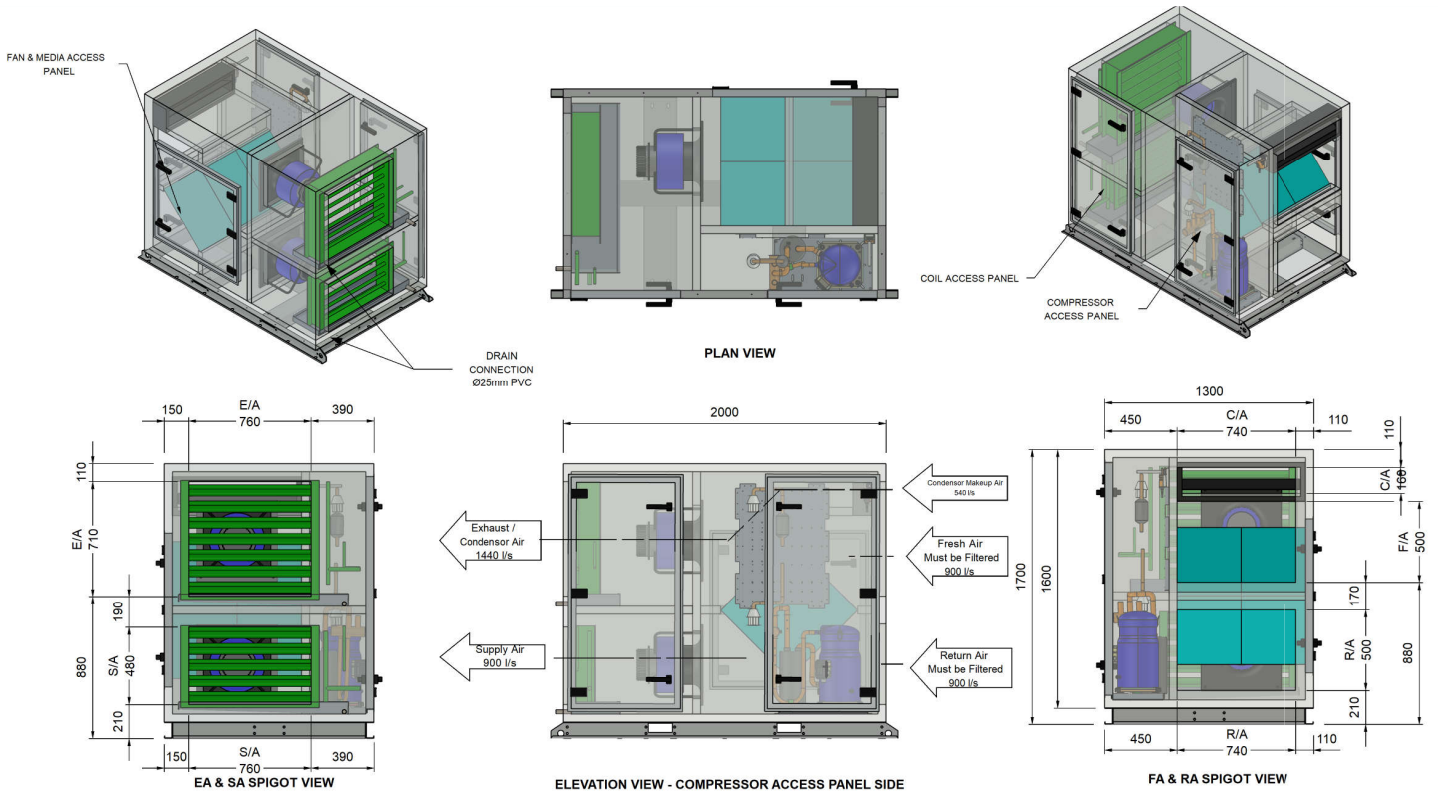 FAN & MEDIA ACCESS
PANEL
DRAIN
CONNECTION
Ø25mm PVC
PLAN VIEW
COIL ACCESS PANEL
COMPRESSOR
ACCESS PANEL
E/A
150
760
390
110
E/A
710
190
S/A
480
880
210
S/A
150
760
390
EA & SA SPIGOT VIEW
2000
Exhaust /
Condensor Air
1440 l/s
Supply Air
900 l/s
Condensor Makeup Air
540 l/s
Fresh Air
Must be Filtered
900 l/s
Return Air
Must be Filtered
900 l/s
ELEVATION VIEW - COMPRESSOR ACCESS PANEL SIDE
1300
C/A
450
740
110
110
C/A
160
F/A
500
1700
1600
170
R/A
500
880
210
R/A
450
740
110
FA & RA SPIGOT VIEW